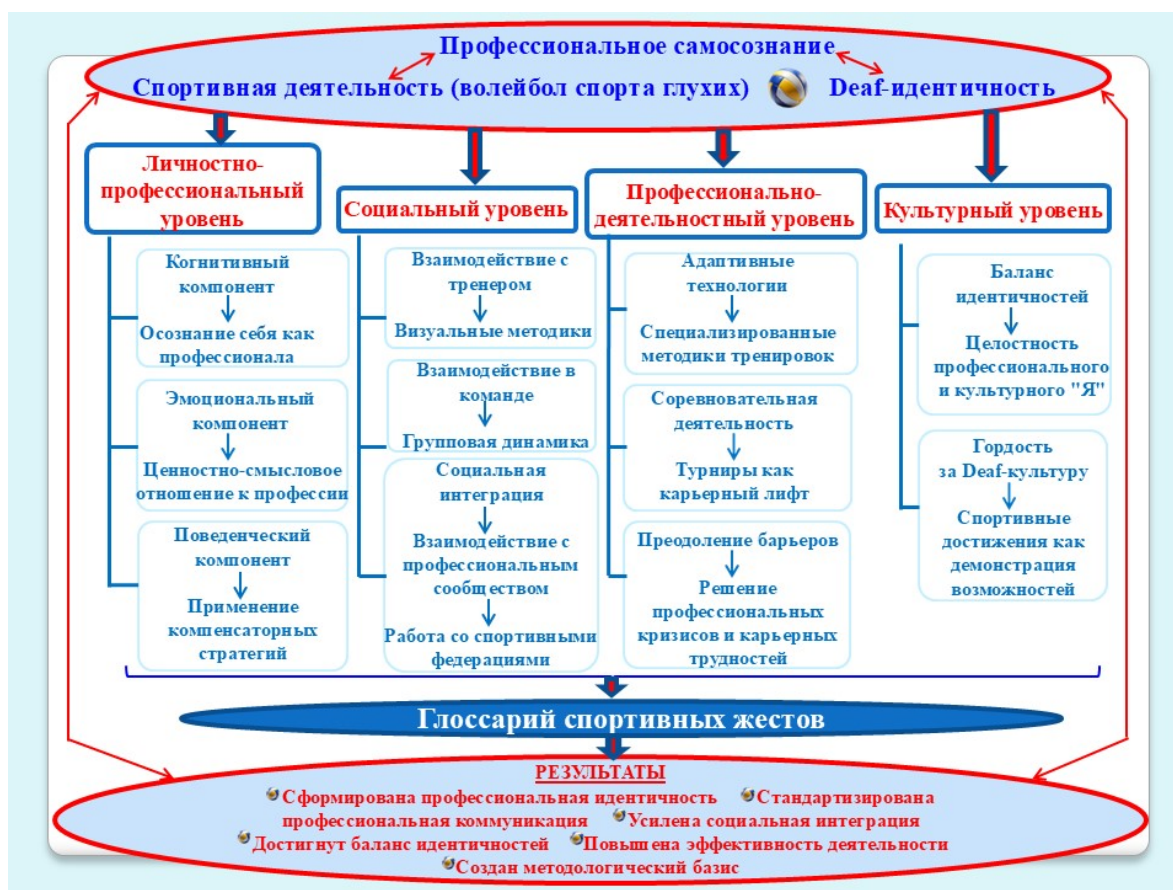 Профессиональное самосознание
Спортивная деятельность (волейбол спорта глухих) Deaf-идентичность
Личностно-
профессиональный
уровень
Когнитивный
компонент
Осознание себя как
профессионала
Эмоциональный
компонент
Ценностно-смысловое
отношение к профессии
Поведенческий
компонент
Применение
компенсаторных
стратегий
Социальный уровень
Взаимодействие с
тренером
Визуальные методики
Взаимодействие в
команде
Групповая динамика
Социальная
интеграция
Взаимодействие с
профессиональным
сообществом
Работа со спортивными
федерациями
Профессионально-
деятельностный уровень
Адаптивные
технологии
Специализированные
методики тренировок
Соревновательная
деятельность
Турниры как
карьерный лифт
Преодоление барьеров
Решение
профессиональных
кризисов и карьерных
трудностей
Культурный уровень
Баланс
идентичностей
Целостность
профессионального
и культурного "Я"
Гордость
за Deaf-культуру
Спортивные
достижения как
демонстрация
возможностей
Глоссарий спортивных жестов
РЕЗУЛЬТАТЫ
Сформирована профессиональная идентичность Стандартизирована
профессиональная коммуникация Усилена социальная интеграция
Достигнут баланс идентичностей Повышена эффективность деятельности
Создан методологический базис